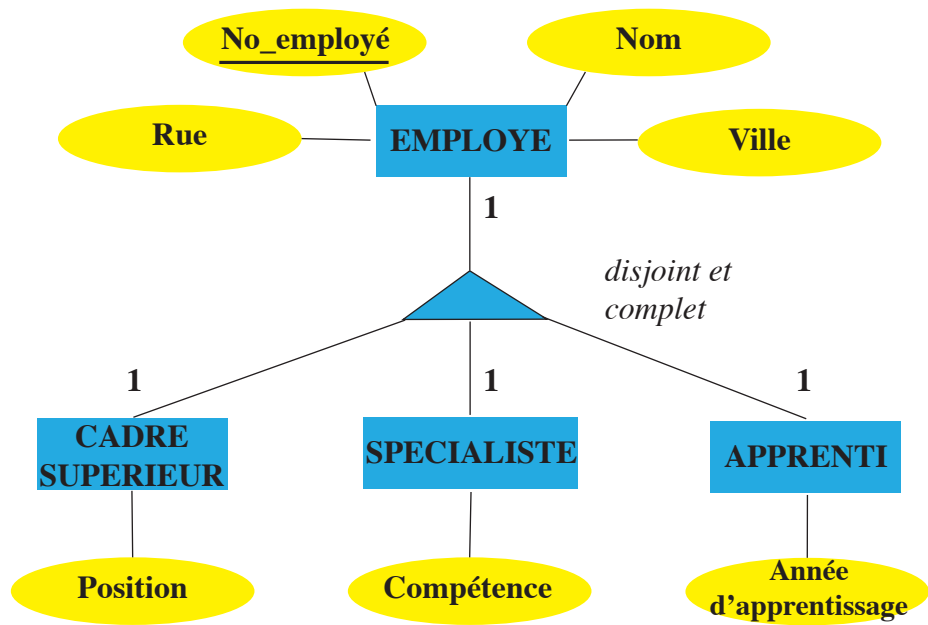 No_employé
Nom
Rue
EMPLOYE
Ville
1
disjoint et
complet
1
1
1
CADRE
SUPERIEUR
SPECIALISTE
APPRENTI
Position
Compétence
Année
d'apprentissage